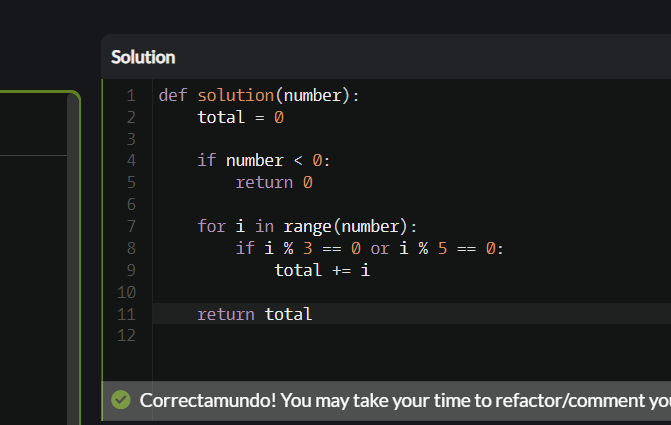 Solution
1 def solution(number):
2     total = 0
3
4     if number < 0:
5         return 0
6
7     for i in range(number):
8         if i % 3 == 0 or i % 5 == 0:
9             total += i
10
11     return total
12
Correctamundo! You may take your time to refactor/comment